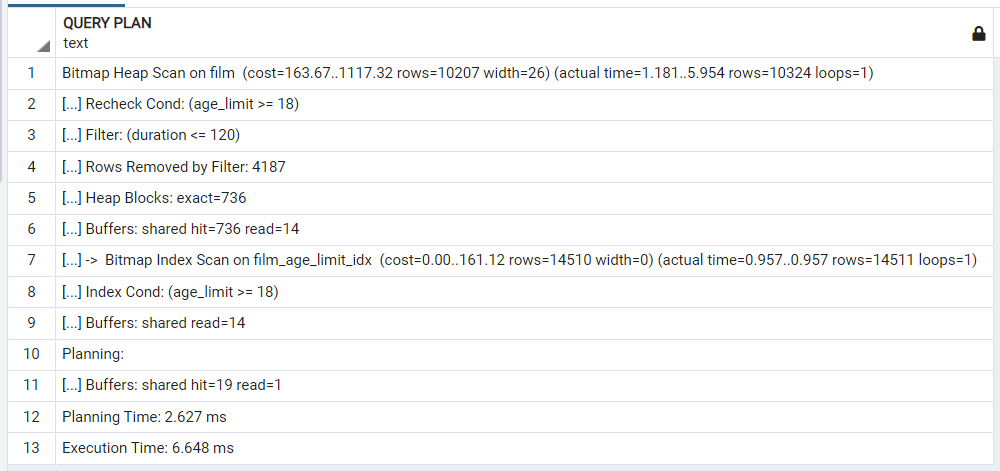 QUERY PLAN
text
1 Bitmap Heap Scan on film (cost=163.67..1117.32 rows=10207 width=26) (actual time=1.181..5.954 rows=10324 loops=1)
2 [...] Recheck Cond: (age_limit >= 18)
3 [...] Filter: (duration <= 120)
4 [...] Rows Removed by Filter: 4187
5 [...] Heap Blocks: exact=736
6 [...] Buffers: shared hit=736 read=14
7 [...] -> Bitmap Index Scan on film_age_limit_idx (cost=0.00..161.12 rows=14510 width=0) (actual time=0.957..0.957 rows=14511 loops=1)
8 [...] Index Cond: (age_limit >= 18)
9 [...] Buffers: shared read=14
10 Planning:
11 [...] Buffers: shared hit=19 read=1
12 Planning Time: 2.627 ms
13 Execution Time: 6.648 ms